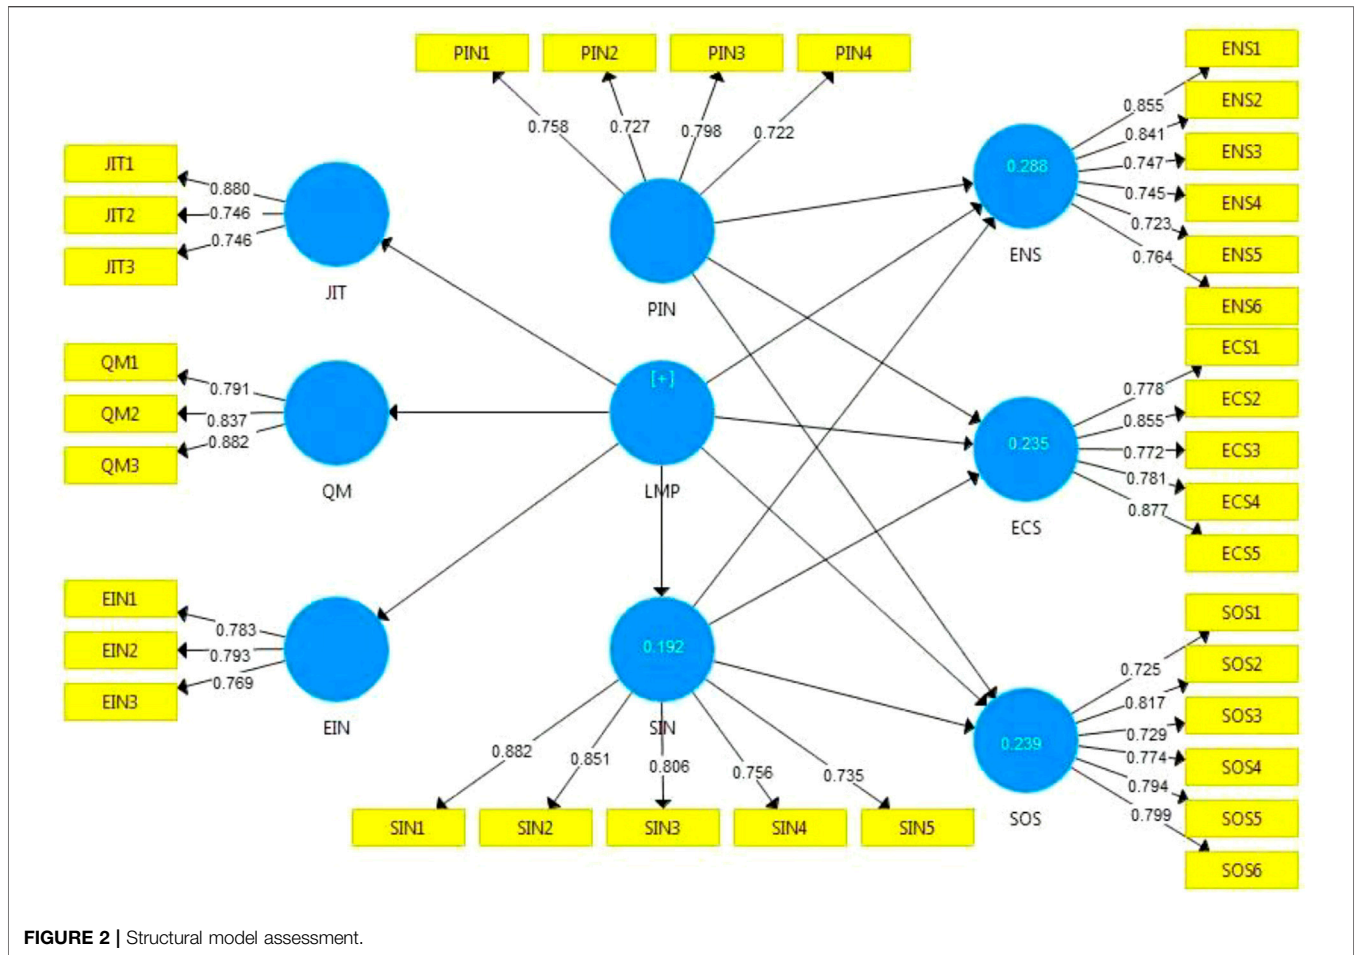 PIN1 PIN2 PIN3 PIN4
0.758 0.727 0.798 0.722
PIN
JIT1
JIT2
JIT3
0.880
0.746
0.746
JIT
QM1
QM2
QM3
0.791
0.837
0.882
QM
EIN1
EIN2
EIN3
0.783
0.793
0.769
EIN
[+]
LMP
0.192
SIN
0.882 0.851 0.806 0.756 0.735
SIN1 SIN2 SIN3 SIN4 SIN5
0.288
ENS
0.855
0.841
0.747
0.745
0.723
0.764
ENS1
ENS2
ENS3
ENS4
ENS5
ENS6
0.235
ECS
0.778
0.855
0.772
0.781
0.877
ECS1
ECS2
ECS3
ECS4
ECS5
0.239
SOS
0.725
0.817
0.729
0.774
0.794
0.799
SOS1
SOS2
SOS3
SOS4
SOS5
SOS6
FIGURE 2 | Structural model assessment.